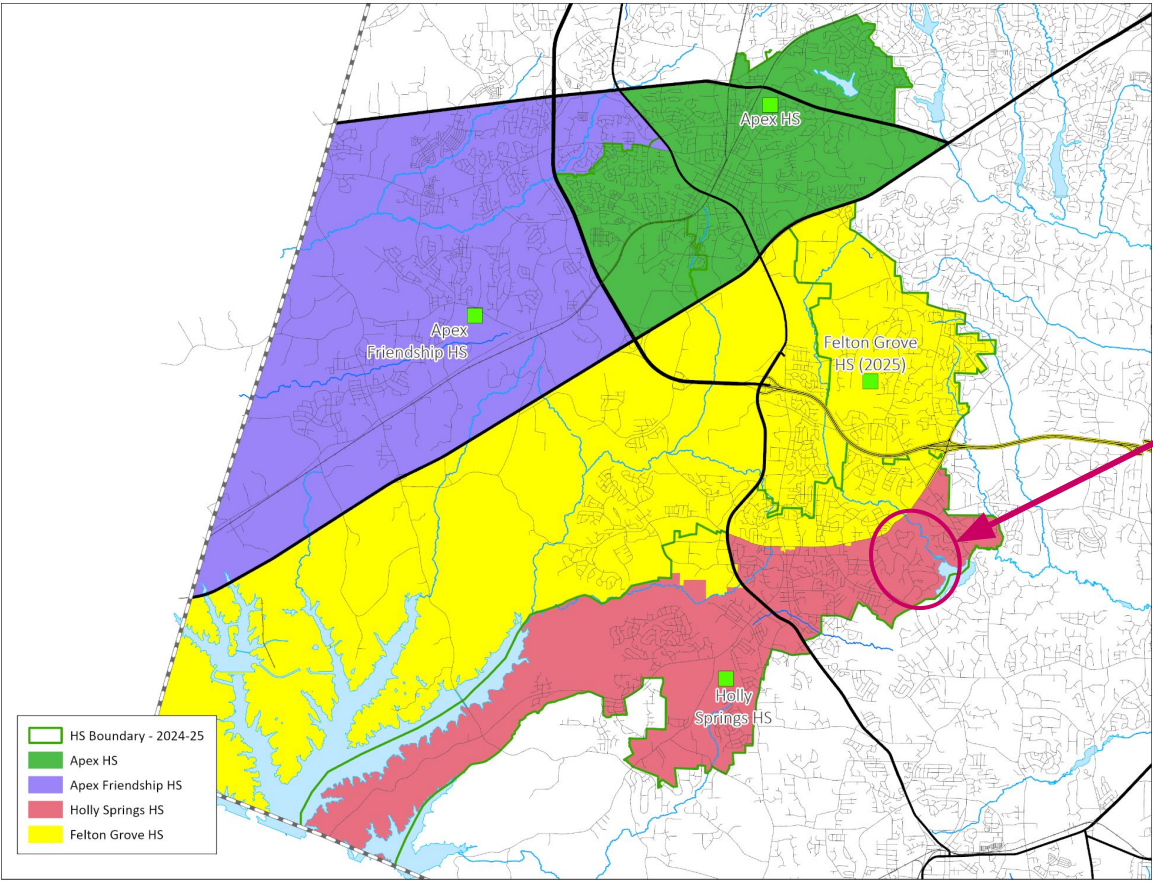 Apex HS
Apex
Friendship HS
Felton Grove
HS (2025)
Holly
Springs HS
HS Boundary - 2024-25
Apex HS
Apex Friendship HS
Holly Springs HS
Felton Grove HS